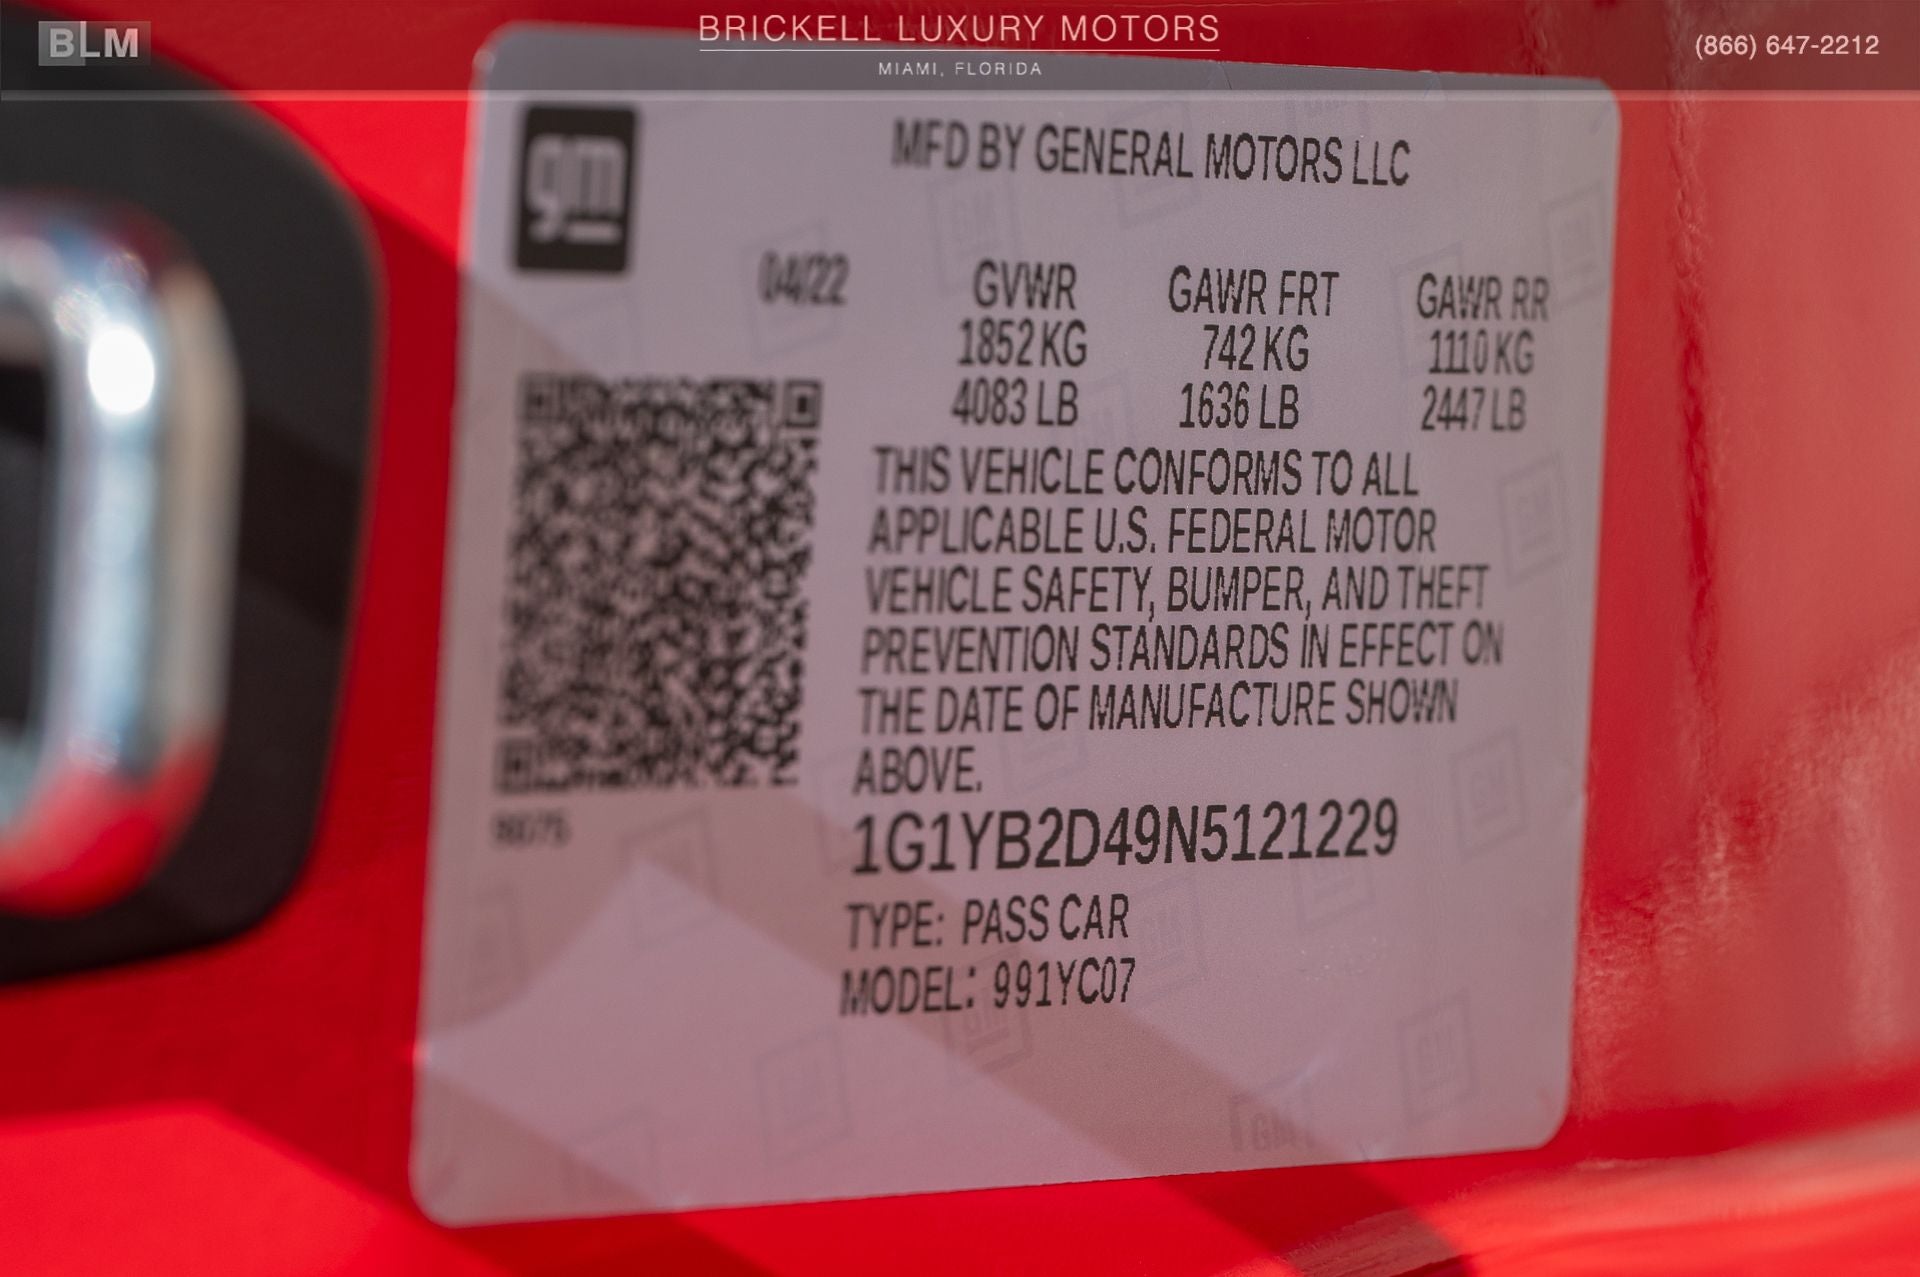 BLM
BRICKELL LUXURY MOTORS
MIAMI, FLORIDA
(866) 647-2212
gm
MFD BY GENERAL MOTORS LLC
04/22
GVWR GAWR FRT GAWR RR
1852 KG 742 KG 1110 KG
4083 LB 1636 LB 2447 LB
THIS VEHICLE CONFORMS TO ALL
APPLICABLE U.S. FEDERAL MOTOR
VEHICLE SAFETY, BUMPER, AND THEFT
PREVENTION STANDARDS IN EFFECT ON
THE DATE OF MANUFACTURE SHOWN
ABOVE.
1G1YB2D49N5121229
TYPE: PASS CAR
MODEL: 991YC07
GM